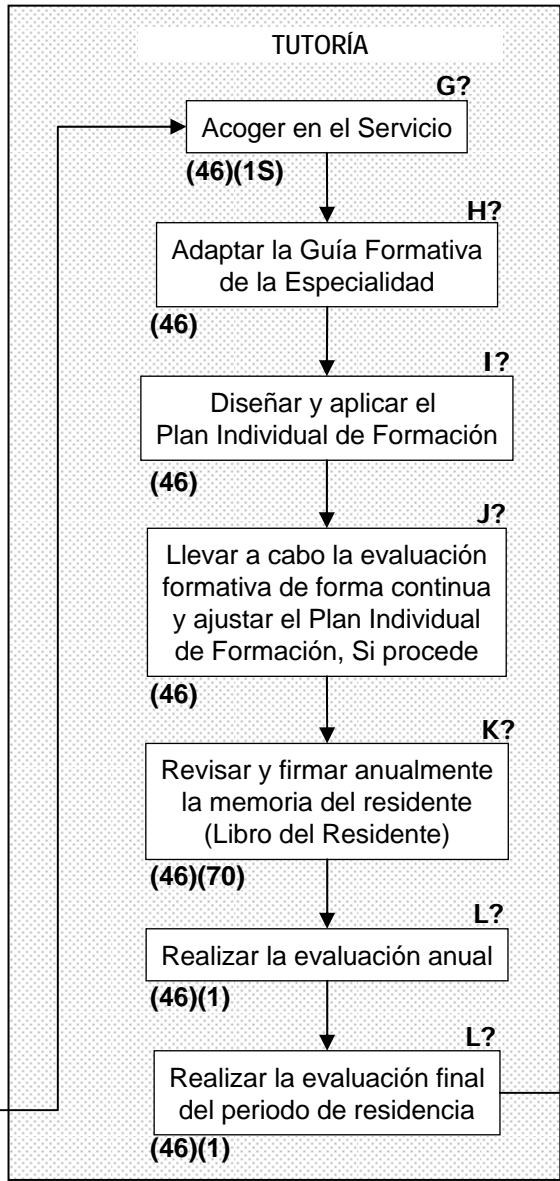 TUTORÍA
G?
Acoger en el Servicio
(46)(1S)
H?
Adaptar la Guía Formativa
de la Especialidad
(46)
I?
Diseñar y aplicar el
Plan Individual de Formación
(46)
J?
Llevar a cabo la evaluación
formativa de forma continua
y ajustar el Plan Individual
de Formación, Si procede
(46)
K?
Revisar y firmar anualmente
la memoria del residente
(Libro del Residente)
(46)(70)
L?
Realizar la evaluación anual
(46)(1)
L?
Realizar la evaluación final
del periodo de residencia
(46)(1)